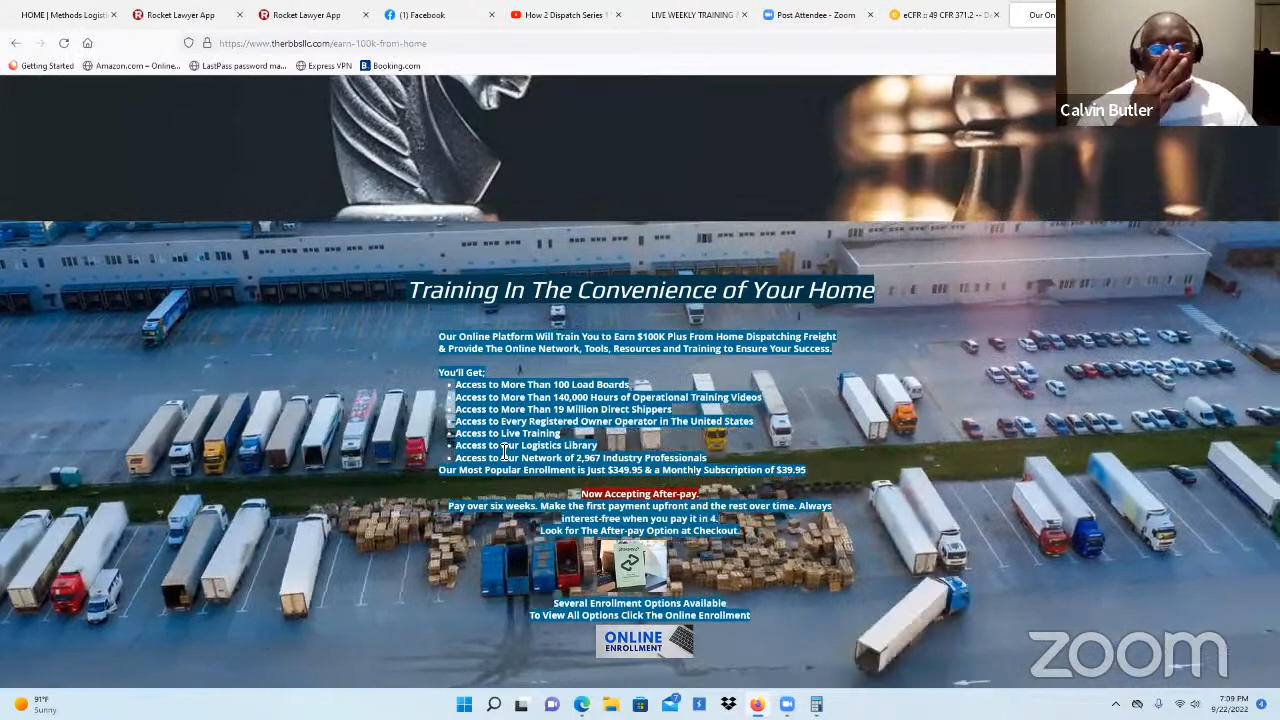 HOME | Methods Logisti
Rocket Lawyer App
Rocket Lawyer App
(1) Facebook
How 2 Dispatch Series 1
LIVE WEEKLY TRAINING
Post Attendee - Zoom
eCFR :: 49 CFR 371.2 -- De
Our On
https://www.therbbsllc.com/earn-100k-from-home
Getting Started
Amazon.com – Online...
LastPass password ma...
Express VPN
Booking.com
Calvin Butler
Training In The Convenience of Your Home
Our Online Platform Will Train You to Earn $100K Plus From Home Dispatching Freight
& Provide The Online Network, Tools, Resources and Training to Ensure Your Success.
You'll Get;
• Access to More Than 100 Load Boards
• Access to More Than 140,000 Hours of Operational Training Videos
• Access to More Than 19 Million Direct Shippers
• Access to Every Registered Owner Operator in The United States
• Access to Live Training
• Access to Our Logistics Library
• Access to Our Network of 2,967 Industry Professionals
Our Most Popular Enrollment is Just $349.95 & a Monthly Subscription of $39.95
Now Accepting After-pay.
Pay over six weeks. Make the first payment upfront and the rest over time. Always
interest-free when you pay it in 4.
Look for The After-pay Option at Checkout.
Several Enrollment Options Available
To View All Options Click The Online Enrollment
ONLINE
ENROLLMENT
zoom
91°F
Sunny
7
7:09 PM
9/22/2022
4